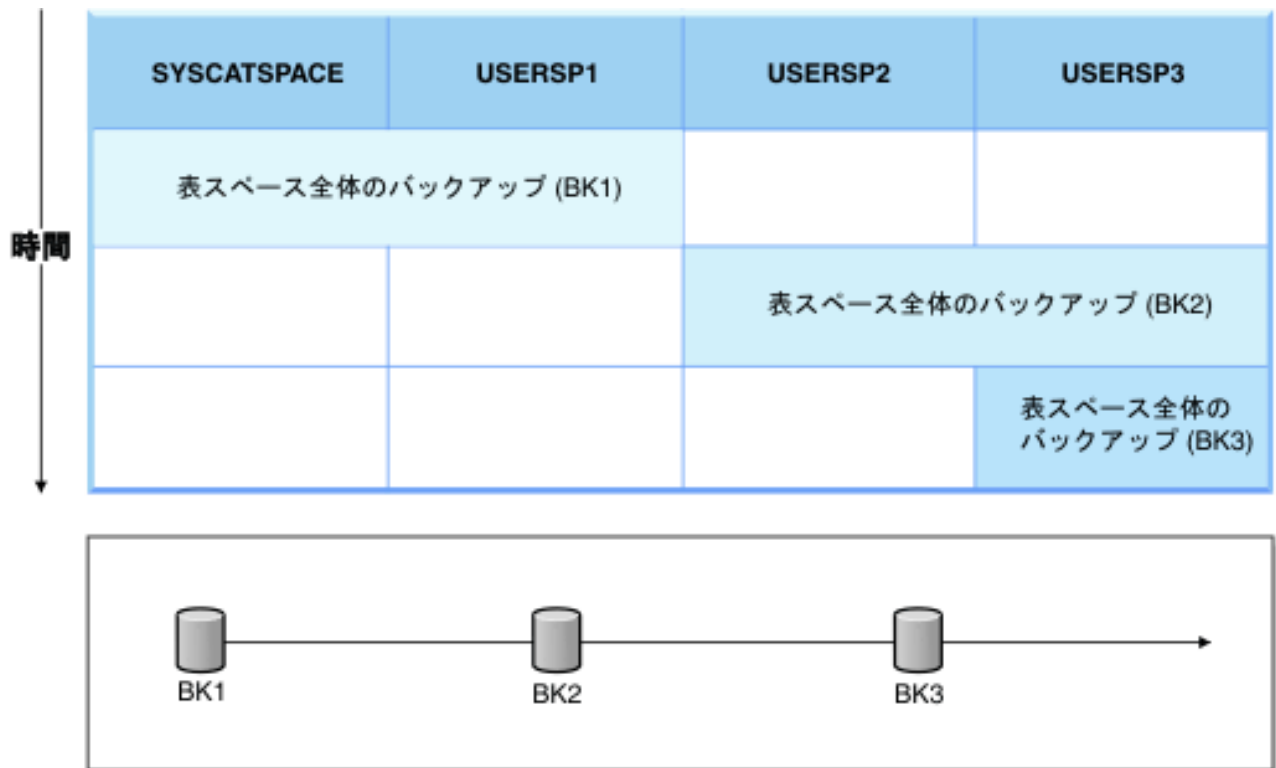 SYSCATSPACE
USERSP1
USERSP2
USERSP3
表スペース全体のバックアップ (BK1)
時間
表スペース全体のバックアップ (BK2)
表スペース全体の
バックアップ (BK3)
BK1
BK2
BK3